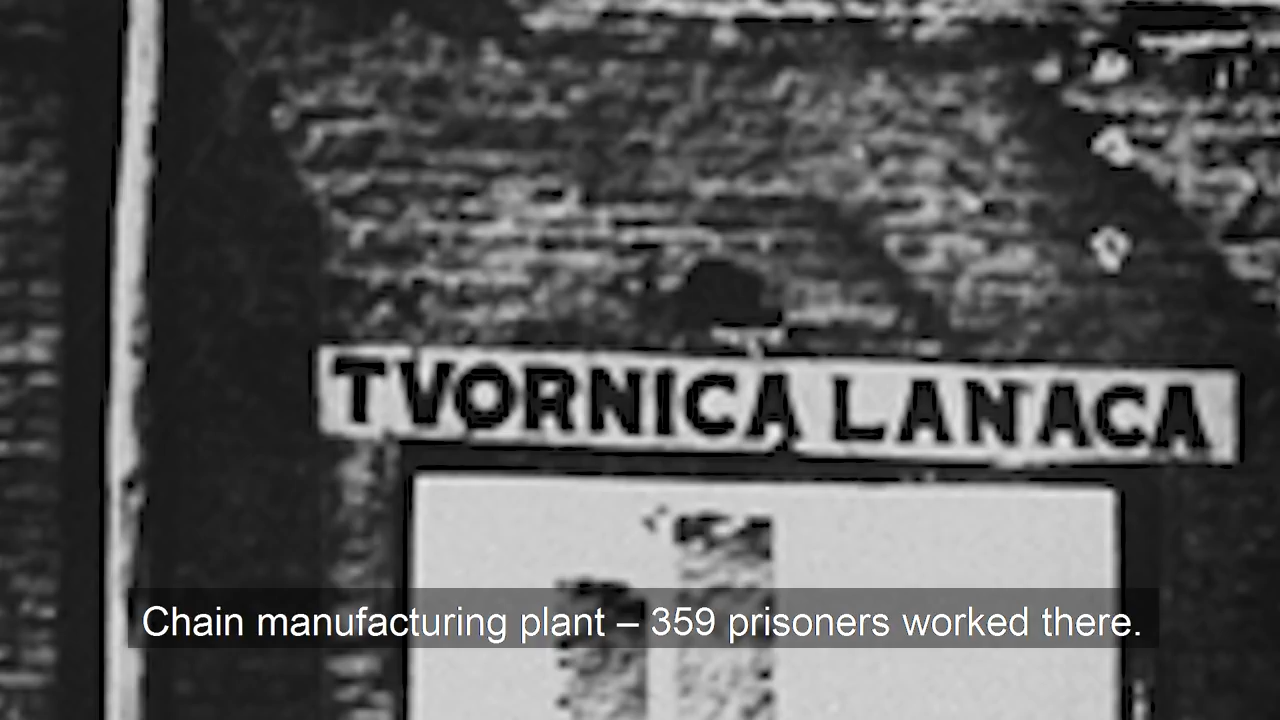 TVORNICA LANACA
Chain manufacturing plant – 359 prisoners worked there.